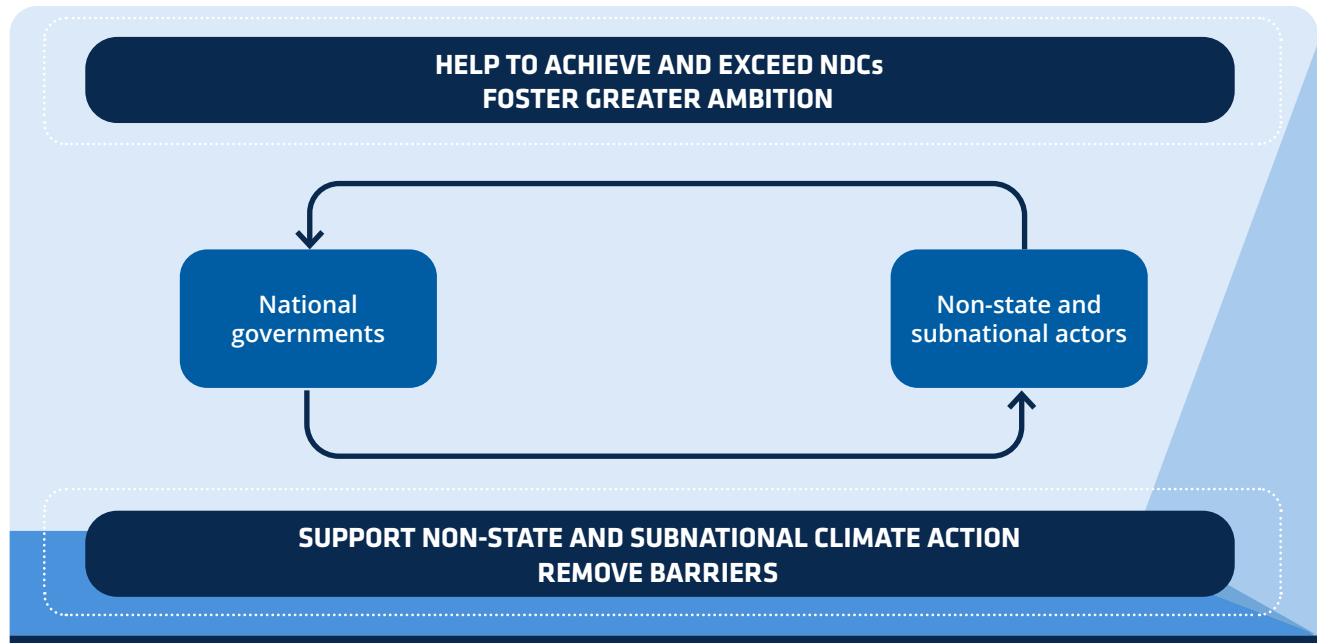 HELP TO ACHIEVE AND EXCEED NDCs
FOSTER GREATER AMBITION
National
governments
Non-state and
subnational actors
SUPPORT NON-STATE AND SUBNATIONAL CLIMATE ACTION
REMOVE BARRIERS